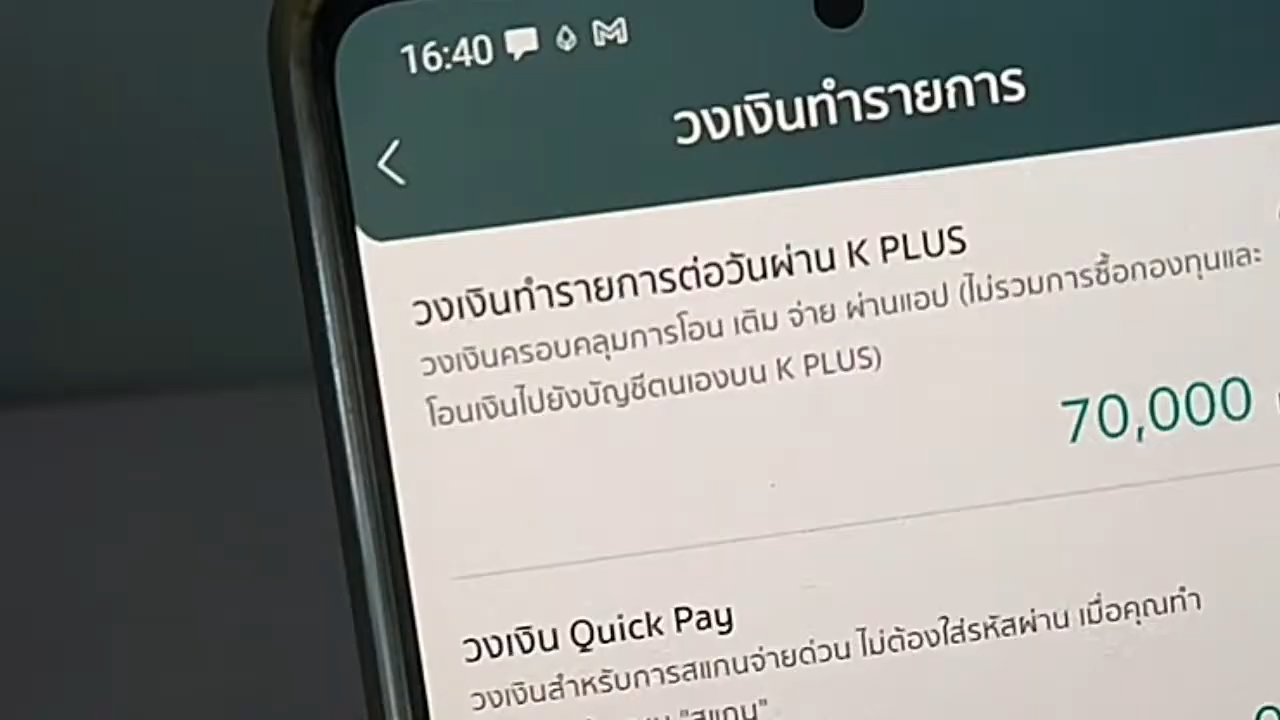 16:40
วงเงินทำรายการ
วงเงินทำรายการต่อวันผ่าน K PLUS
วงเงินครอบคลุมการโอน เติม จ่าย ผ่านแอป (ไม่รวมการซื้อกองทุนและ
โอนเงินไปยังบัญชีตนเองบน K PLUS)
70,000
วงเงิน Quick Pay
วงเงินสำหรับการสแกนจ่ายด่วน ไม่ต้องใส่รหัสผ่าน เมื่อคุณทำ
"สแกน"